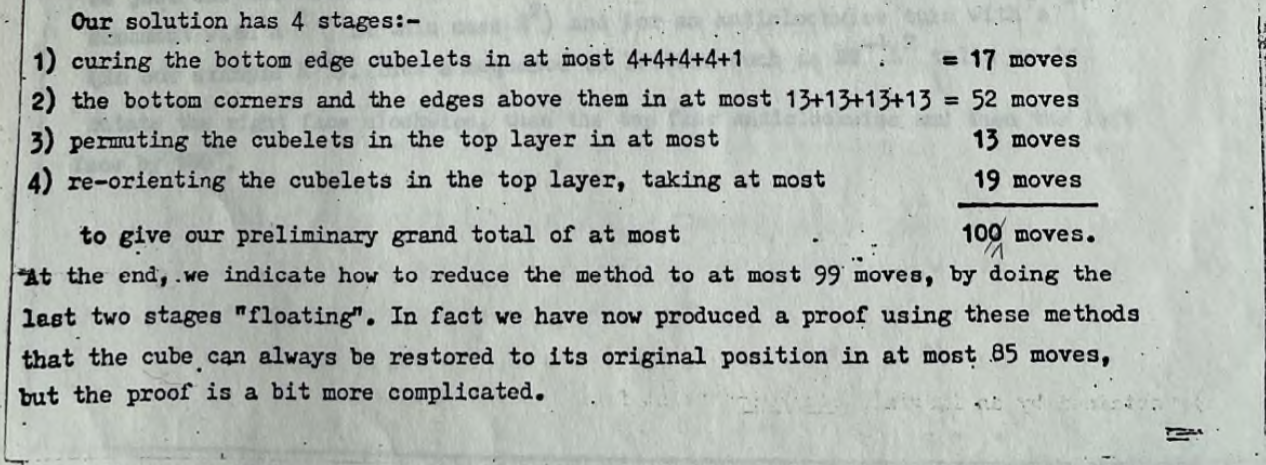 Our solution has 4 stages:-
1) curing the bottom edge cubelets in at most 4+4+4+4+1 = 17 moves
2) the bottom corners and the edges above them in at most 13+13+13+13 = 52 moves
3) permuting the cubelets in the top layer in at most 13 moves
4) re-orienting the cubelets in the top layer, taking at most 19 moves
to give our preliminary grand total of at most 100 moves.
At the end, we indicate how to reduce the method to at most 99 moves, by doing the
last two stages "floating". In fact we have now produced a proof using these methods
that the cube can always be restored to its original position in at most 85 moves,
but the proof is a bit more complicated.